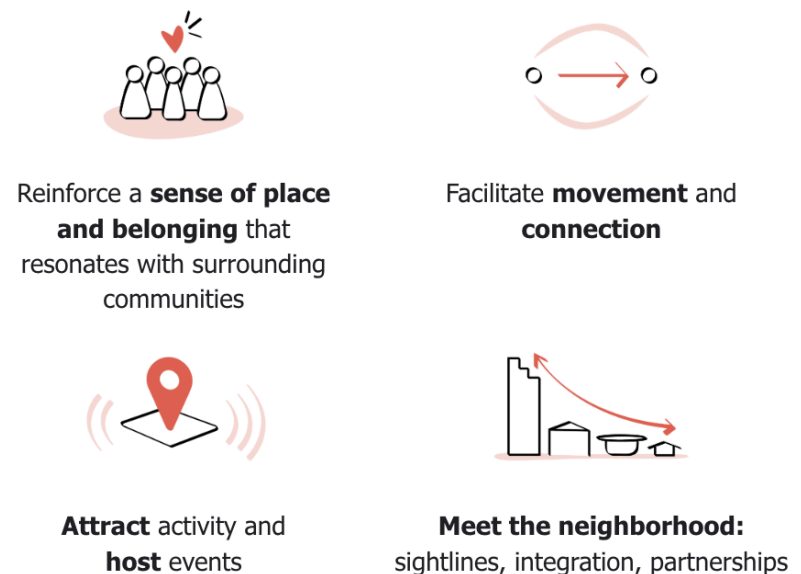 Reinforce a sense of place
and belonging that
resonates with surrounding
communities
Facilitate movement and
connection
Attract activity and
host events
Meet the neighborhood:
sightlines, integration, partnerships